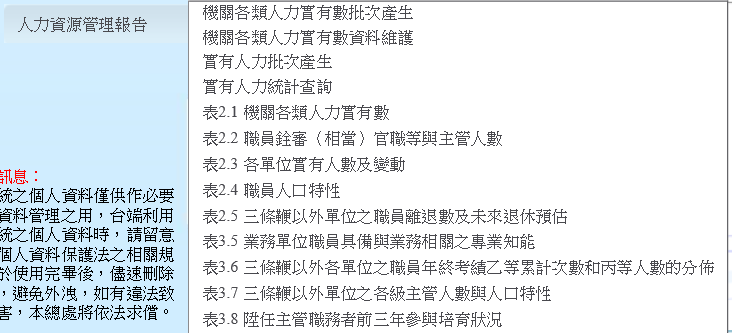 人力資源管理報告
機關各類人力實有數批次產生
機關各類人力實有數資料維護
實有人力批次產生
實有人力統計查詢
表2.1 機關各類人力實有數
表2.2 職員銓審（相當）官職等與主管人數
表2.3 各單位實有人數及變動
表2.4 職員人口特性
表2.5 三條鞭以外單位之職員離退數及未來退休預估
表3.5 業務單位職員具備與業務相關之專業知能
表3.6 三條鞭以外各單位之職員年終考績乙等累計次數和丙等人數的分佈
表3.7 三條鞭以外單位之各級主管人數與人口特性
表3.8 陞任主管職務者前三年參與培育狀況
訊息：
統之個人資料僅供作必要
資料管理之用，台端利用
統之個人資料時，請留意
個人資料保護法之相關規
於使用完畢後，儘速刪除
，避免外洩，如有違法致
害，本總處將依法求償。